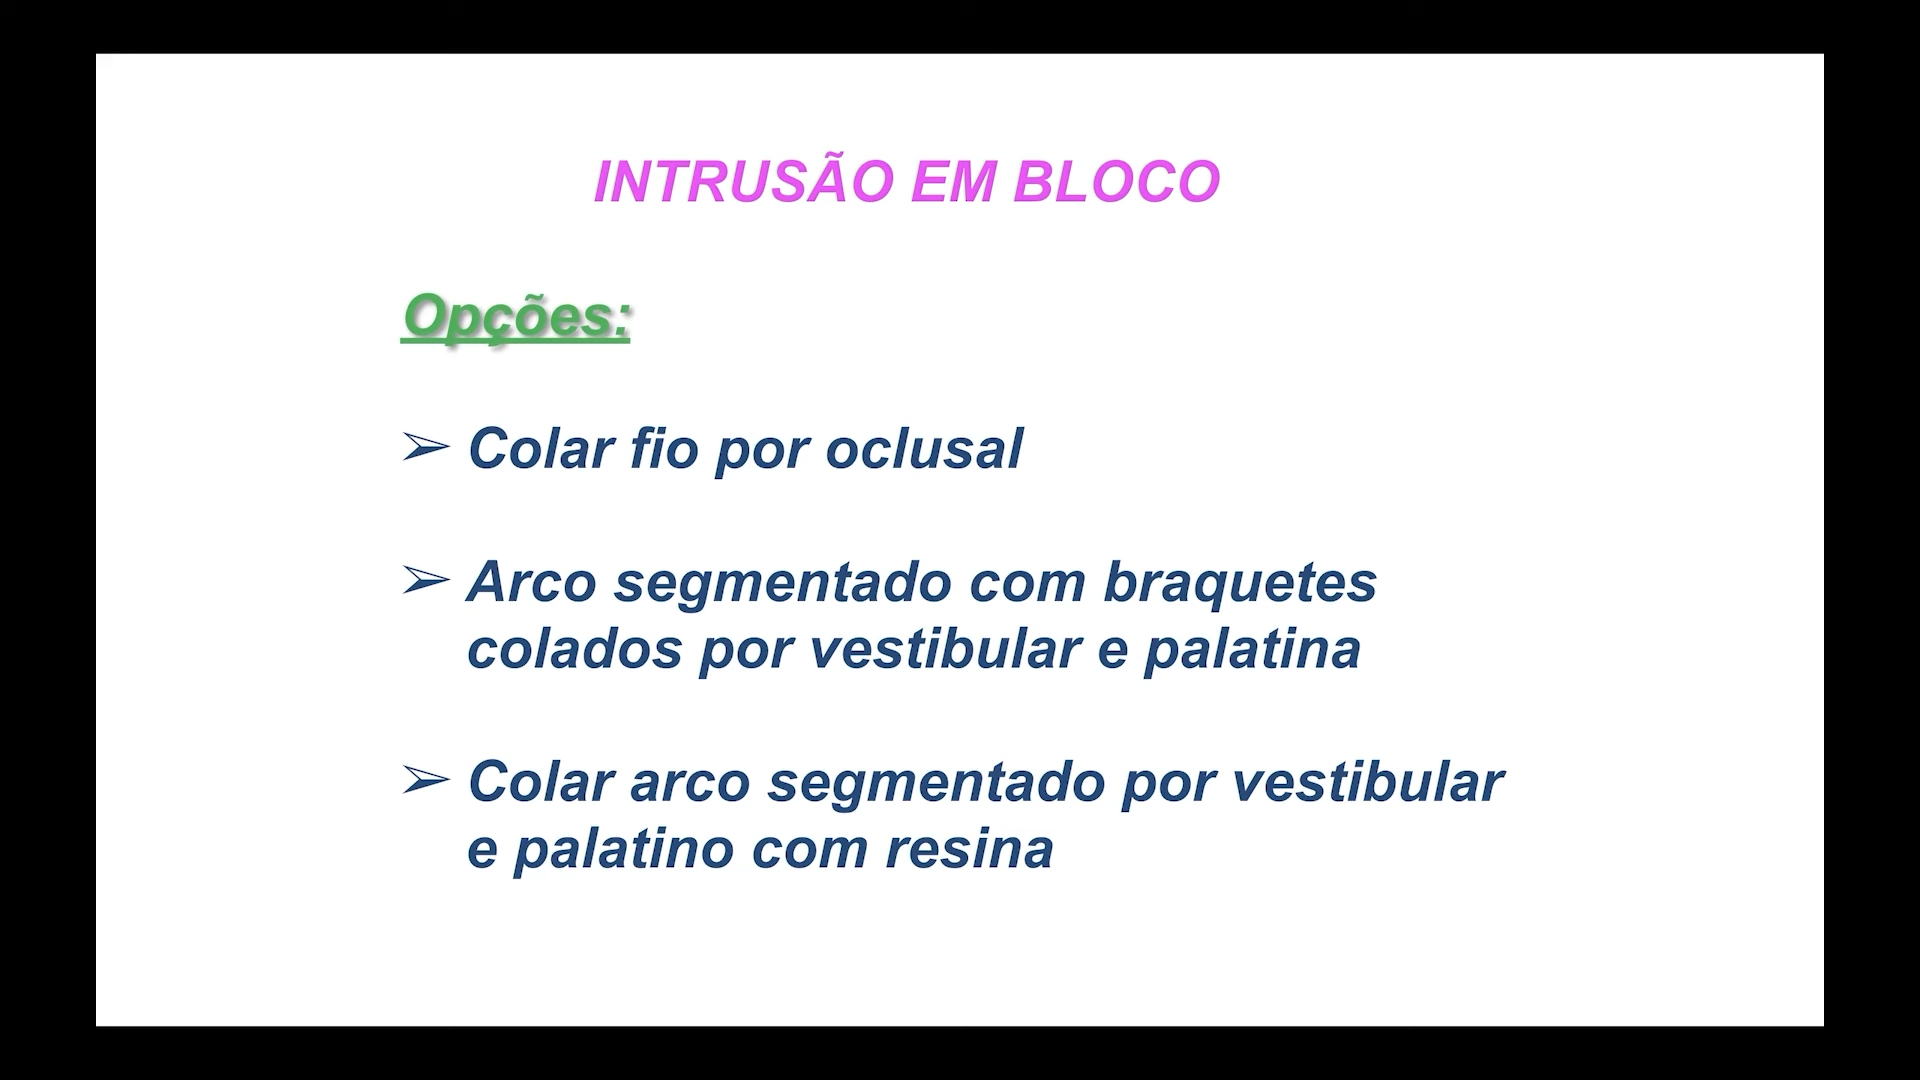 INTRUSÃO EM BLOCO
Opções:
➢ Colar fio por oclusal
➢ Arco segmentado com braquetes
colados por vestibular e palatina
➢ Colar arco segmentado por vestibular
e palatino com resina